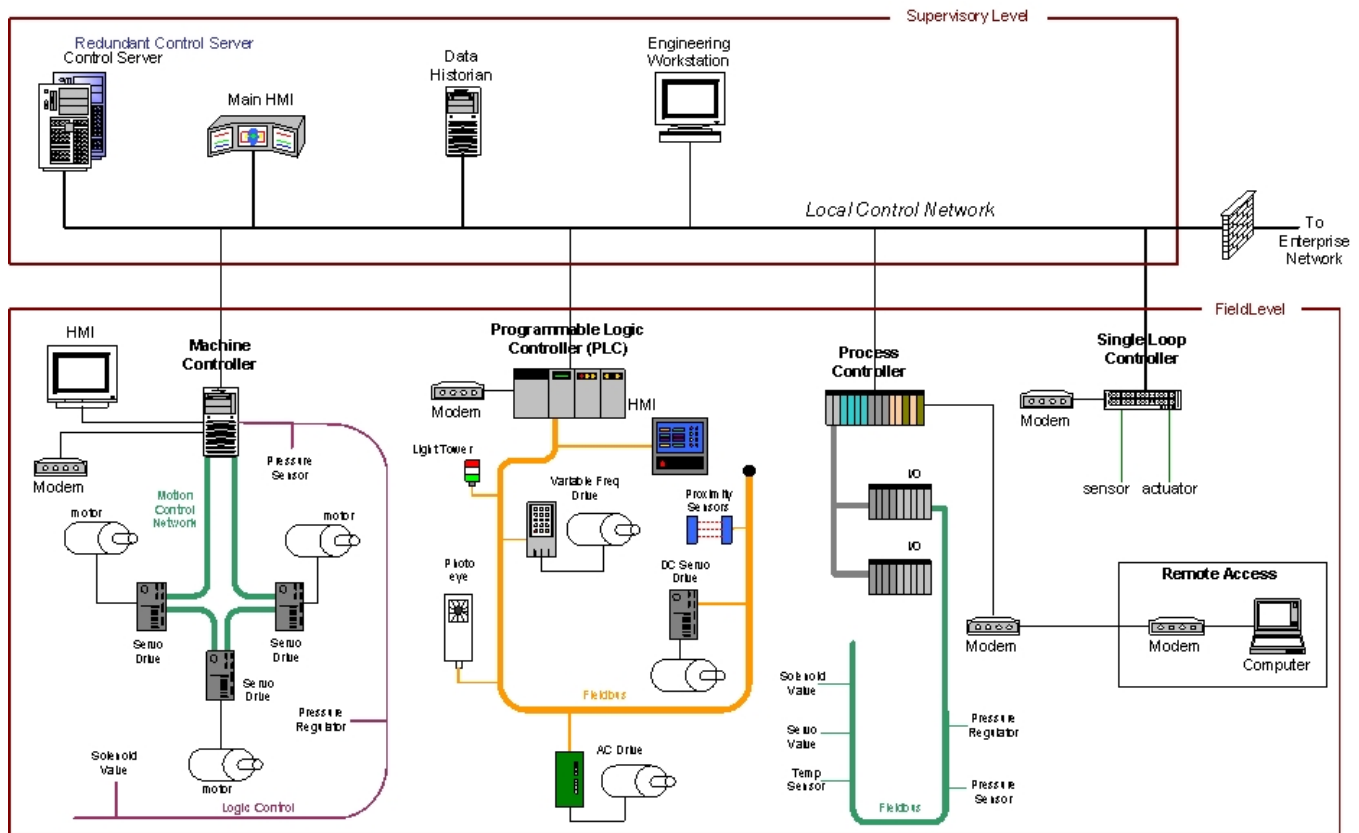 Supervisory Level
Redundant Control Server
Control Server
Main HMI
Data
Historian
Engineering
Workstation
Local Control Network
To
Enterprise
Network
FieldLevel
HMI
Machine
Controller
Modem
Pressure
Sensor
Motion
Control
Network
motor
motor
Servo
Drive
Servo
Drive
Servo
Drive
motor
Pressure
Regulator
Solenoid
Value
Logic Control
Programmable Logic
Controller (PLC)
Modem
HMI
Light Tower
Variable Freq
Drive
Proximity
Sensors
Photo
eye
DC Servo
Drive
Fieldbus
AC Drive
Process
Controller
I/O
I/O
Modem
Solenoid
Value
Servo
Value
Temp
Sensor
Pressure
Regulator
Pressure
Sensor
Fieldbus
Single Loop
Controller
Modem
sensor
actuator
Remote Access
Modem
Computer